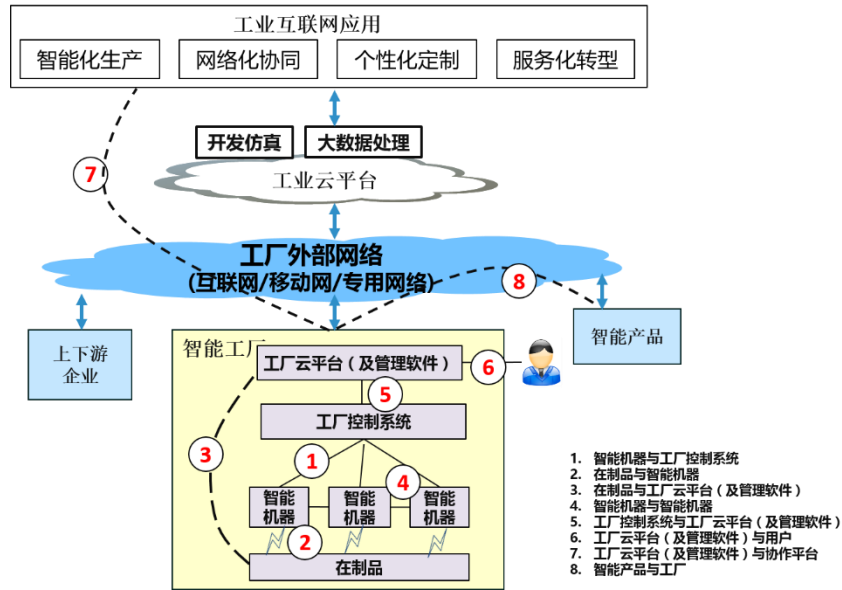 工业互联网应用
智能化生产
网络化协同
个性化定制
服务化转型
开发仿真
大数据处理
工业云平台
7
工厂外部网络
(互联网/移动网/专用网络)
8
上下游
企业
智能产品
智能工厂
工厂云平台（及管理软件）
6
5
工厂控制系统
3
1
4
智能
机器
智能
机器
智能
机器
2
在制品
1. 智能机器与工厂控制系统
2. 在制品与智能机器
3. 在制品与工厂云平台（及管理软件）
4. 智能机器与智能机器
5. 工厂控制系统与工厂云平台（及管理软件）
6. 工厂云平台（及管理软件）与用户
7. 工厂云平台（及管理软件）与协作平台
8. 智能产品与工厂